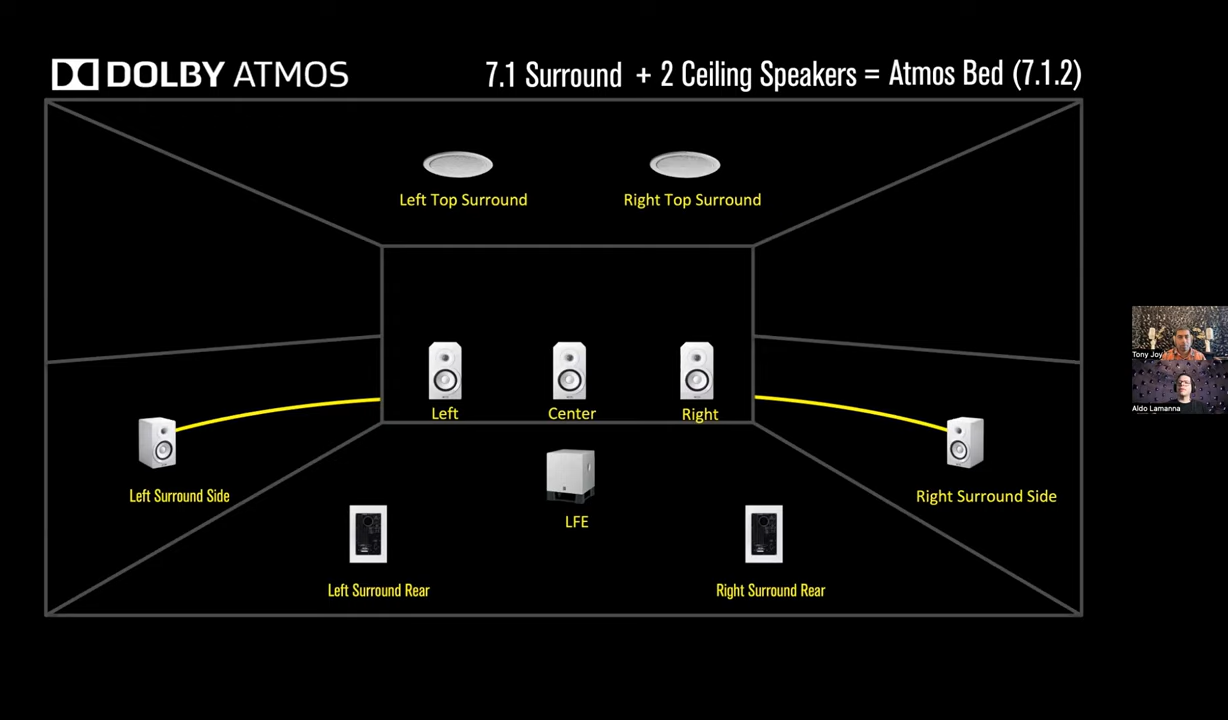 DOLBY ATMOS
7.1 Surround + 2 Ceiling Speakers = Atmos Bed (7.1.2)
Left Top Surround
Right Top Surround
Left
Center
Right
Left Surround Side
Right Surround Side
LFE
Left Surround Rear
Right Surround Rear
Tony Joy
Aldo Lamanna